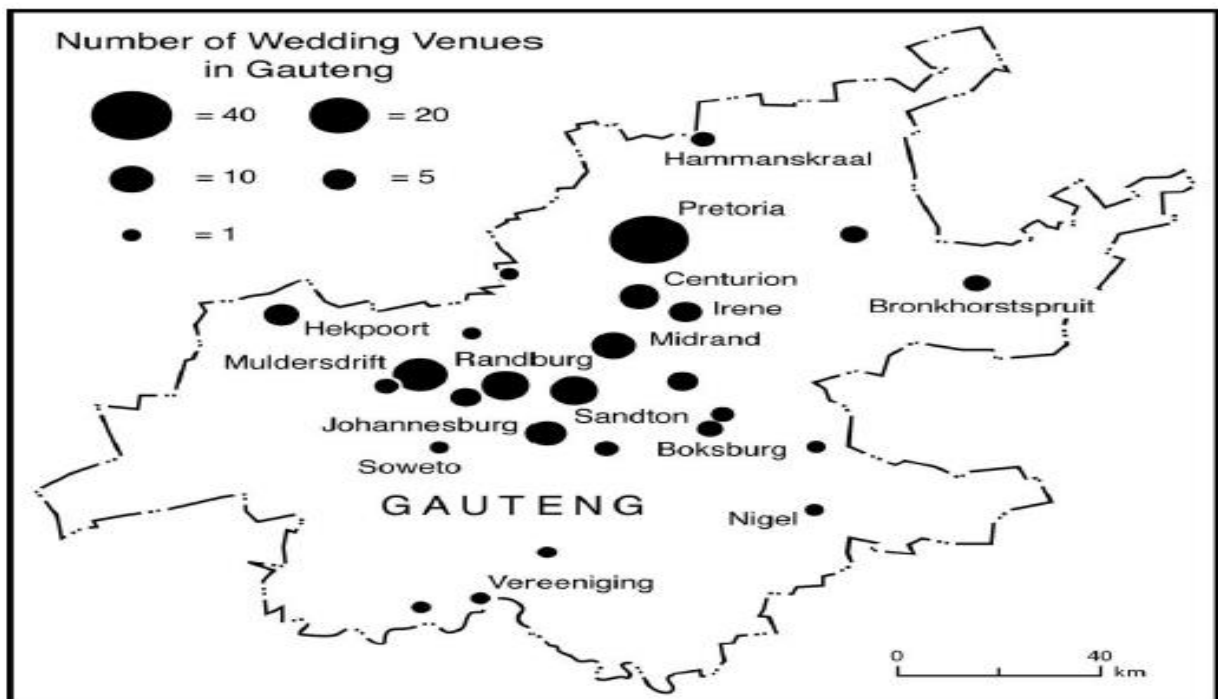 Number of Wedding Venues
in Gauteng
= 40
= 20
= 10
= 5
= 1
Hammanskraal
Pretoria
Centurion
Irene
Bronkhorstspruit
Hekpoort
Midrand
Muldersdrift
Randburg
Sandton
Johannesburg
Boksburg
Soweto
GAUTENG
Nigel
Vereeniging
0 40
km